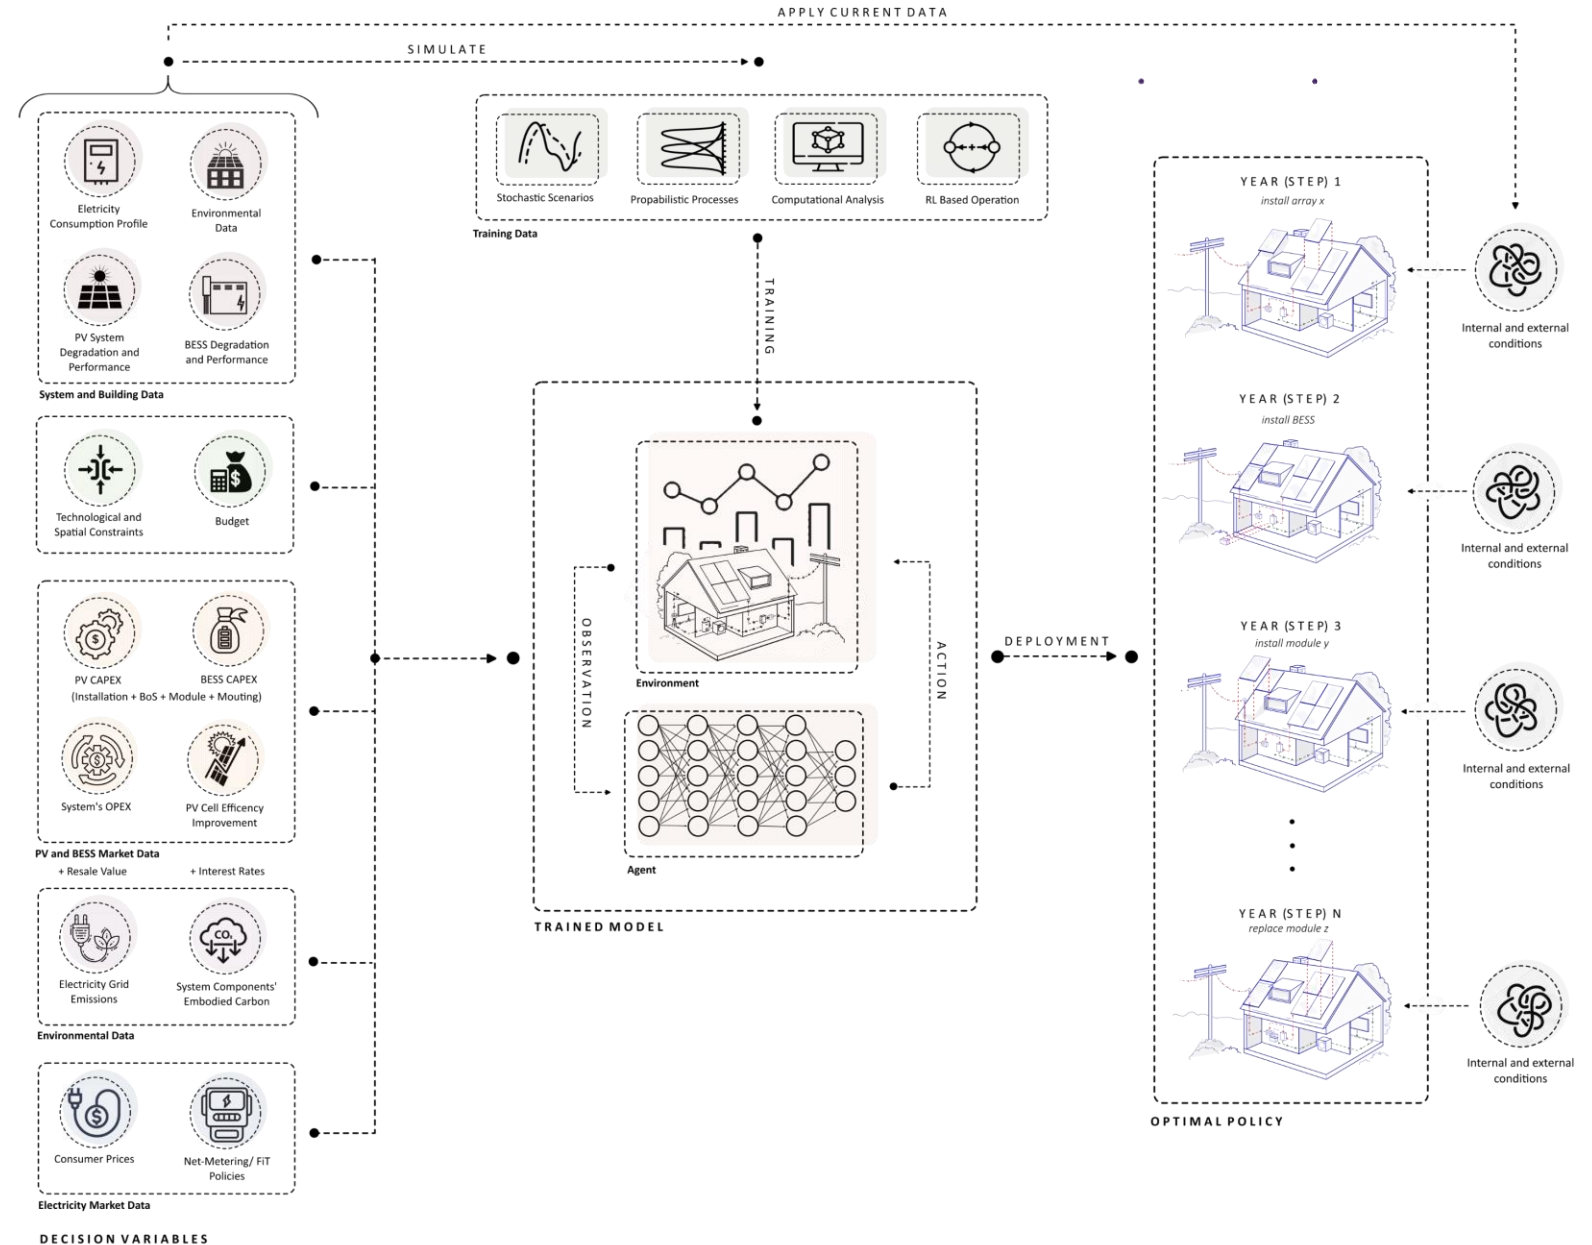 APPLY CURRENT DATA
SIMULATE
Eletricity
Consumption Profile
Environmental
Data
PV System
Degradation and
Performance
BESS Degradation
and Performance
System and Building Data
Technological and
Spatial Constraints
Budget
PV CAPEX
BESS CAPEX
(Installation + BoS + Module + Mouting)
System's OPEX
PV Cell Efficency
Improvement
PV and BESS Market Data
+ Resale Value
+ Interest Rates
Electricity Grid
Emissions
CO₂
System Components'
Embodied Carbon
Environmental Data
Consumer Prices
Net-Metering/ FiT
Policies
Electricity Market Data
DECISION VARIABLES
Stochastic Scenarios
Propabilistic Processes
Computational Analysis
RL Based Operation
Training Data
TRAINING
OBSERVATION
ACTION
Environment
Agent
TRAINED MODEL
DEPLOYMENT
YEAR (STEP) 1
install array x
YEAR (STEP) 2
install BESS
YEAR (STEP) 3
install module y
YEAR (STEP) N
replace module z
OPTIMAL POLICY
Internal and external
conditions
Internal and external
conditions
Internal and external
conditions
Internal and external
conditions